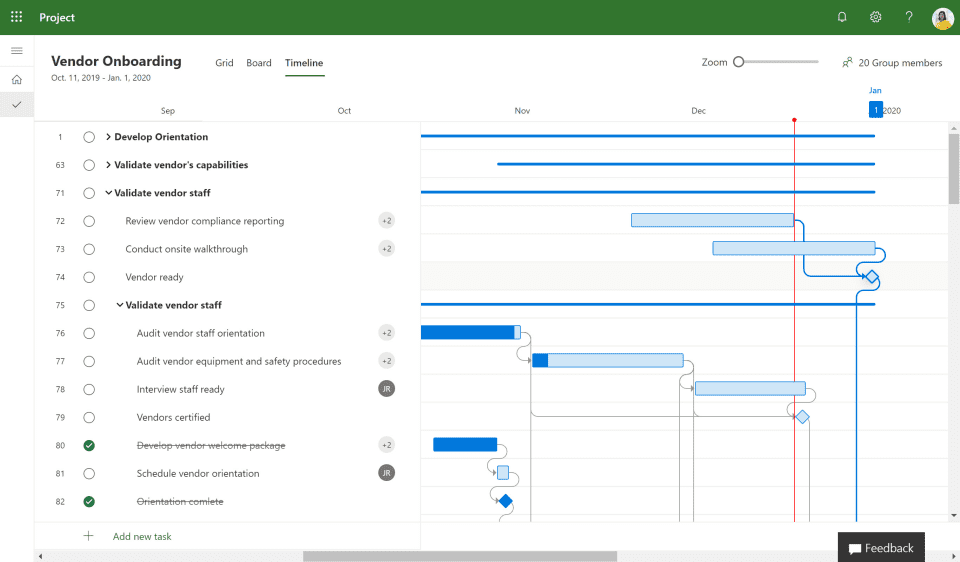 Project
Vendor Onboarding
Oct. 11, 2019 - Jan. 1, 2020
Grid Board Timeline
Zoom
20 Group members
Jan
Sep Oct Nov Dec 1 2020
1 Develop Orientation
63 Validate vendor's capabilities
71 Validate vendor staff
72 Review vendor compliance reporting +2
73 Conduct onsite walkthrough +2
74 Vendor ready
75 Validate vendor staff
76 Audit vendor staff orientation +2
77 Audit vendor equipment and safety procedures +2
78 Interview staff ready JR
79 Vendors certified
80 Develop vendor welcome package +2
81 Schedule vendor orientation JR
82 Orientation comlete
Add new task
Feedback